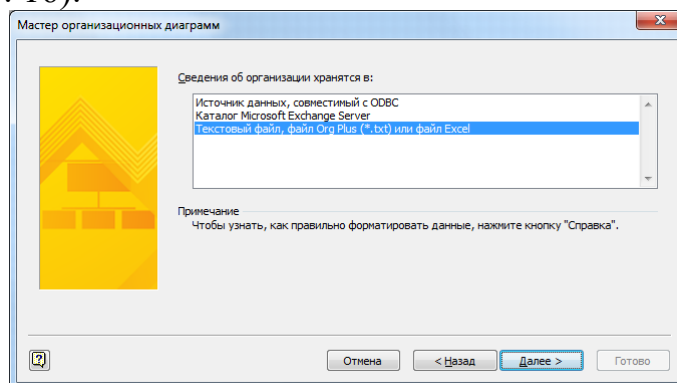 . 16).
Мастер организационных диаграмм
Сведения об организации хранятся в:
Источник данных, совместимый с ODBC
Каталог Microsoft Exchange Server
Текстовый файл, файл Org Plus (*.txt) или файл Excel
Примечание
Чтобы узнать, как правильно форматировать данные, нажмите кнопку "Справка".
Отмена < Назад Далее > Готово